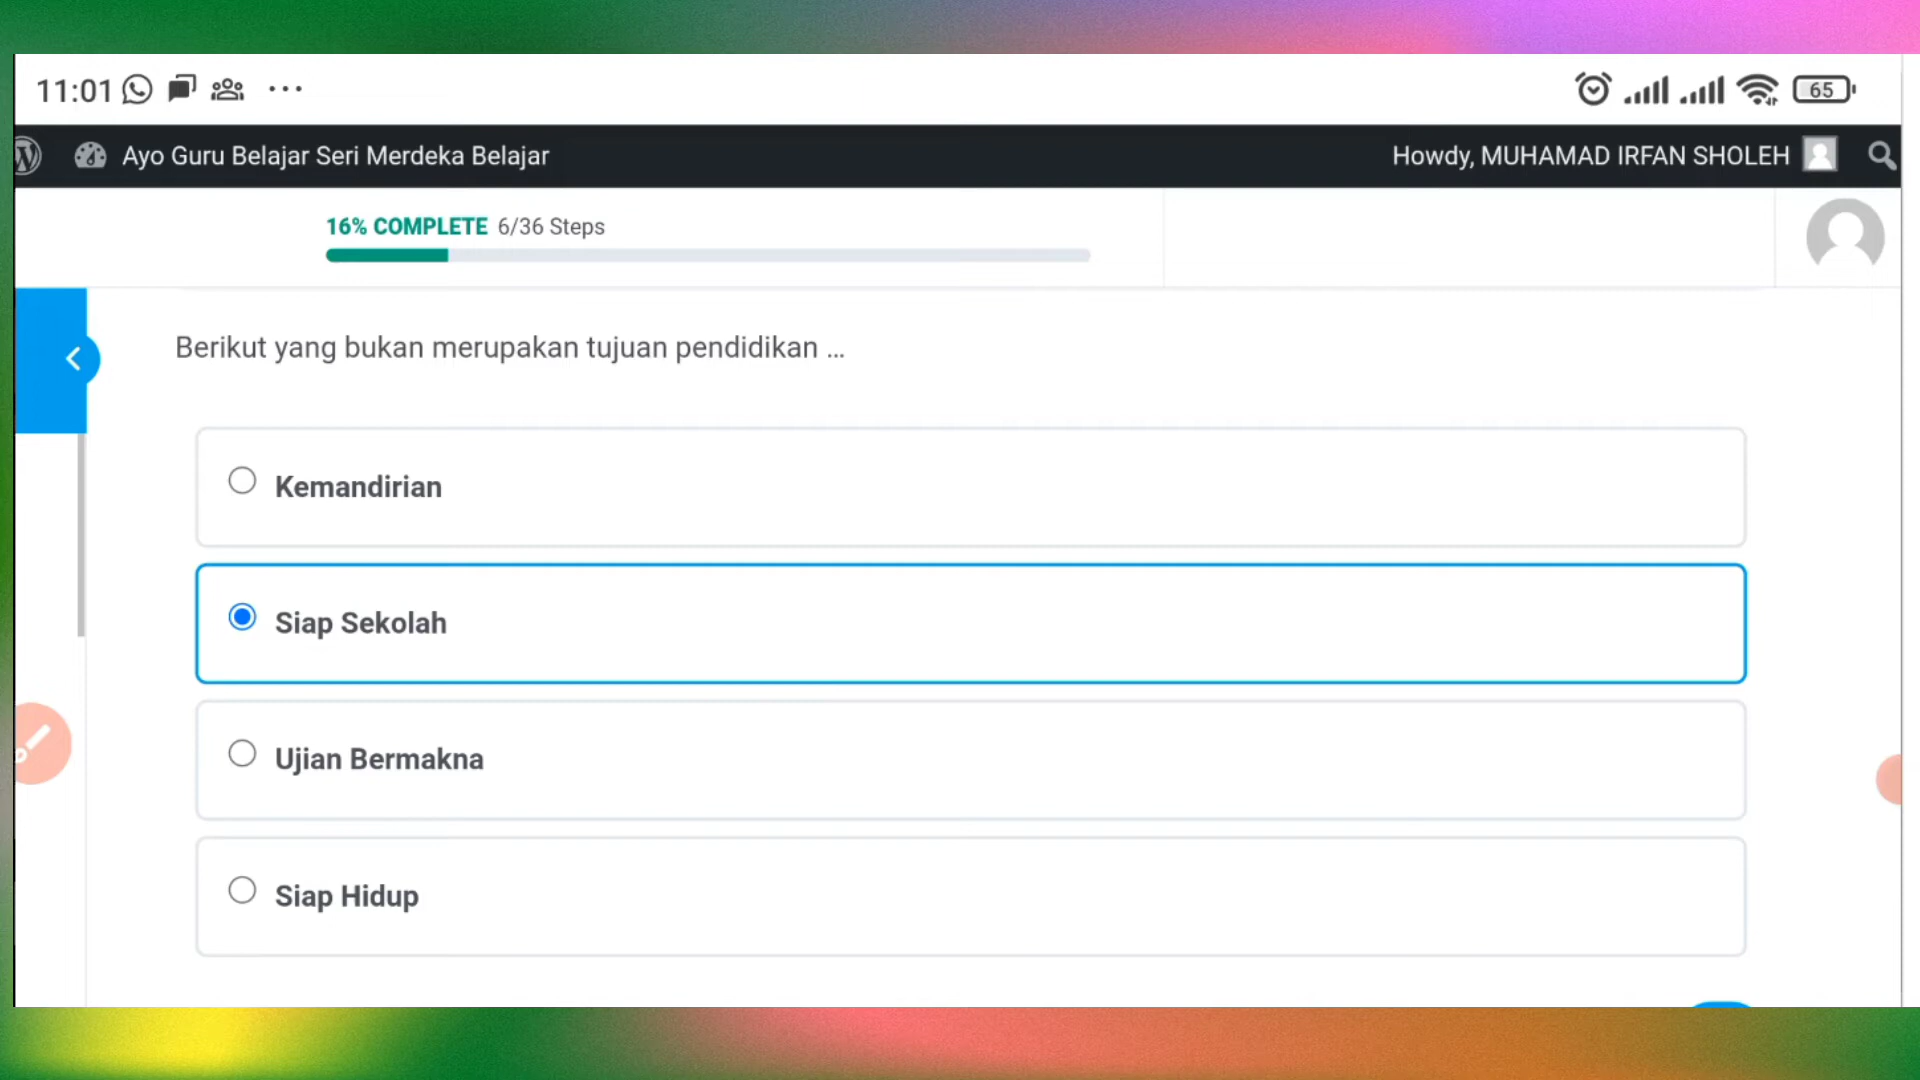 11:01
65
Ayo Guru Belajar Seri Merdeka Belajar
Howdy, MUHAMAD IRFAN SHOLEH
16% COMPLETE 6/36 Steps
Berikut yang bukan merupakan tujuan pendidikan ...
Kemandirian
Siap Sekolah
Ujian Bermakna
Siap Hidup